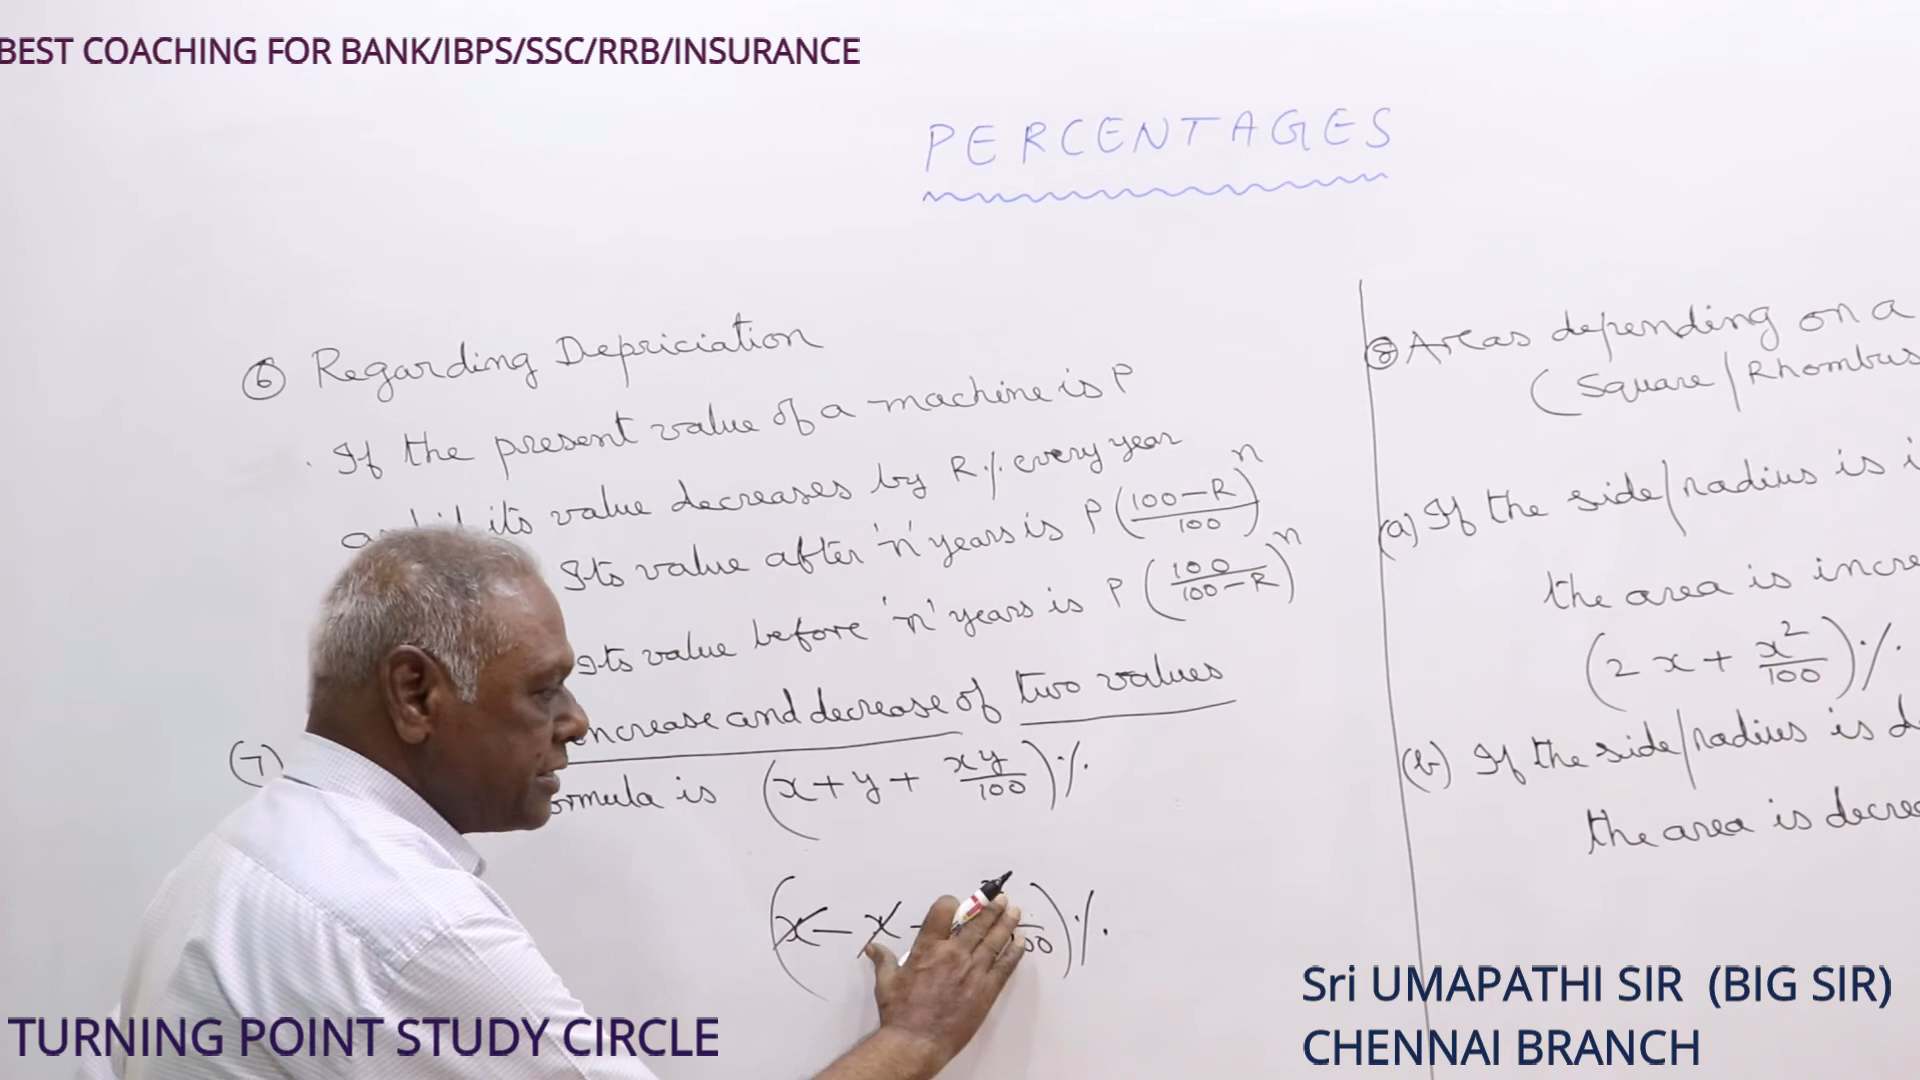 BEST COACHING FOR BANK/IBPS/SSC/RRB/INSURANCE
PERCENTAGES
⑥ Regarding Depriciation
If the present value of a machine is P
its value decreases by R% every year
Its value after 'n' years is P((100-R)/100)^n
Its value before 'n' years is P(100/(100-R))^n
(7) increase and decrease of two values
formula is (x+y+xy/100)%
(x-x- )%
⑧ Areas depending on a
(Square/Rhombus
(a) If the side/radius is
the area is incre
(2x+x²/100)%
(b) If the side/radius is d
the area is decre
Sri UMAPATHI SIR (BIG SIR)
CHENNAI BRANCH
TURNING POINT STUDY CIRCLE